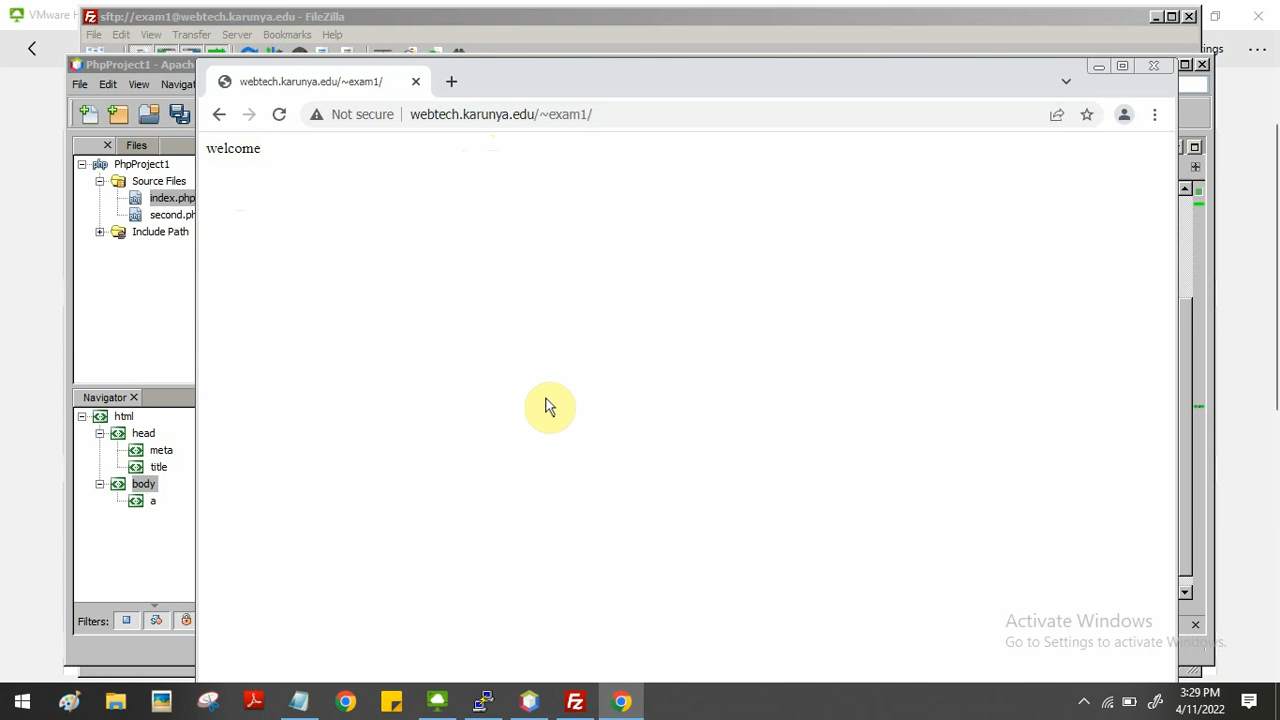 VMware H
sftp://exam1@webtech.karunya.edu - FileZilla
File Edit View Transfer Server Bookmarks Help
ngs
PhpProject1 - Apach
webtech.karunya.edu/~exam1/
File Edit View Navigat
Not secure webtech.karunya.edu/~exam1/
Files
welcome
PhpProject1
Source Files
index.php
second.ph
Include Path
Navigator
html
head
meta
title
body
a
Filters:
Activate Windows
Go to Settings to activate Windows.
3:29 PM
4/11/2022